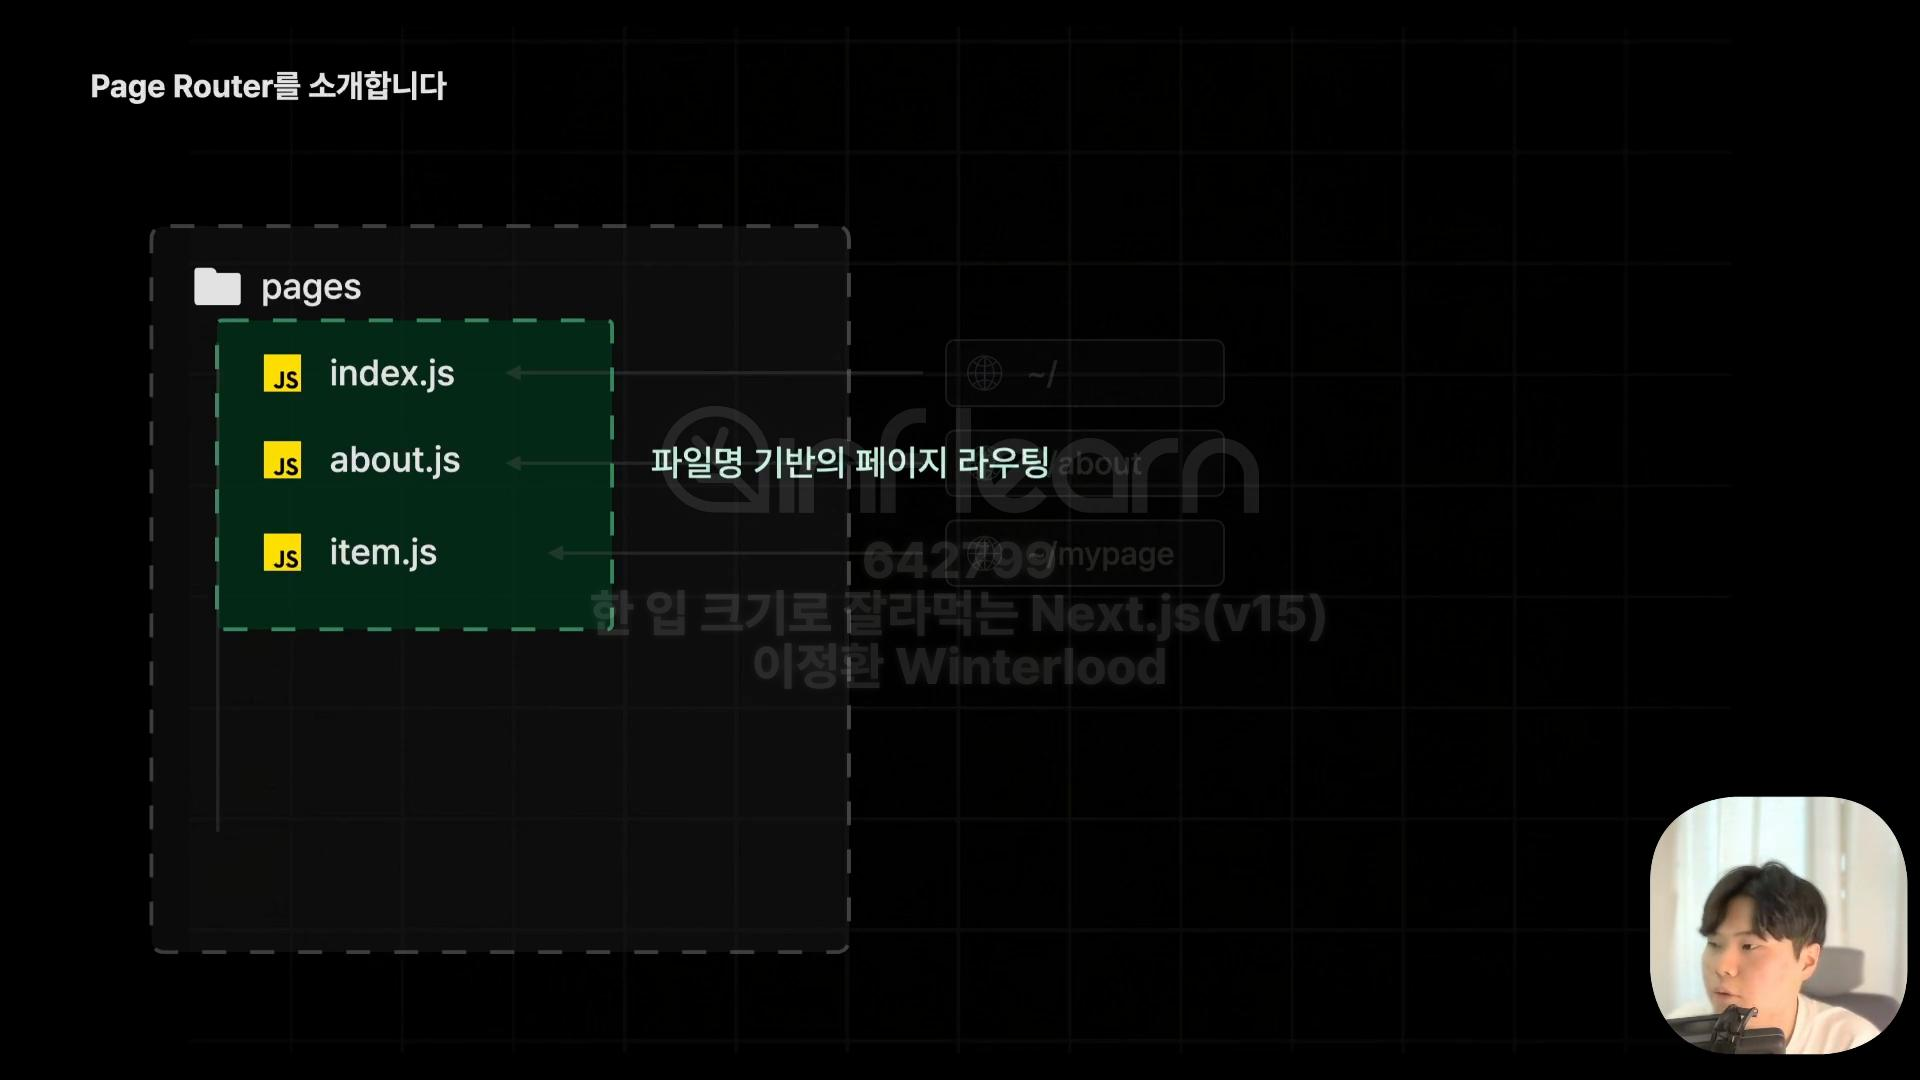 Page Router를 소개합니다
pages
JS index.js
~/
JS about.js
파일명 기반의 페이지 라우팅
~/about
inflearn
JS item.js
~/mypage
642799
한 입 크기로 잘라먹는 Next.js(v15)
이정환 Winterlood